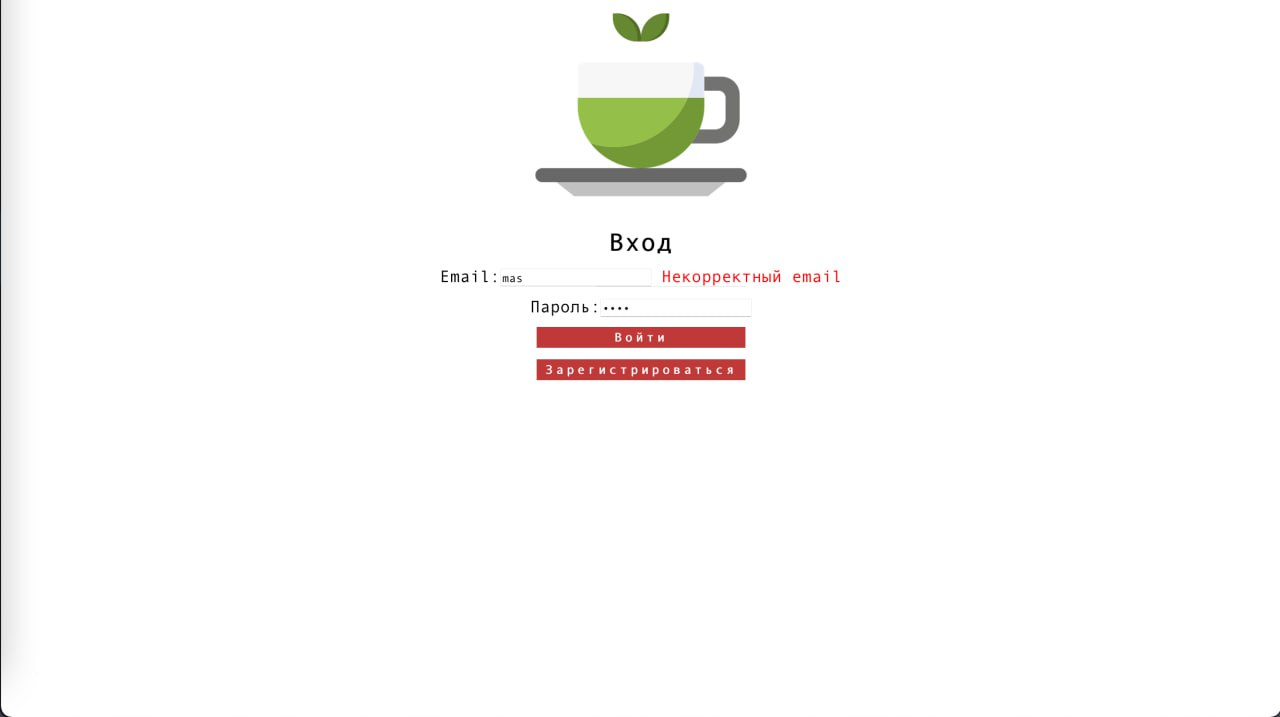 Вход
Email: mas Некорректный email
Пароль: ••••
Войти
Зарегистрироваться